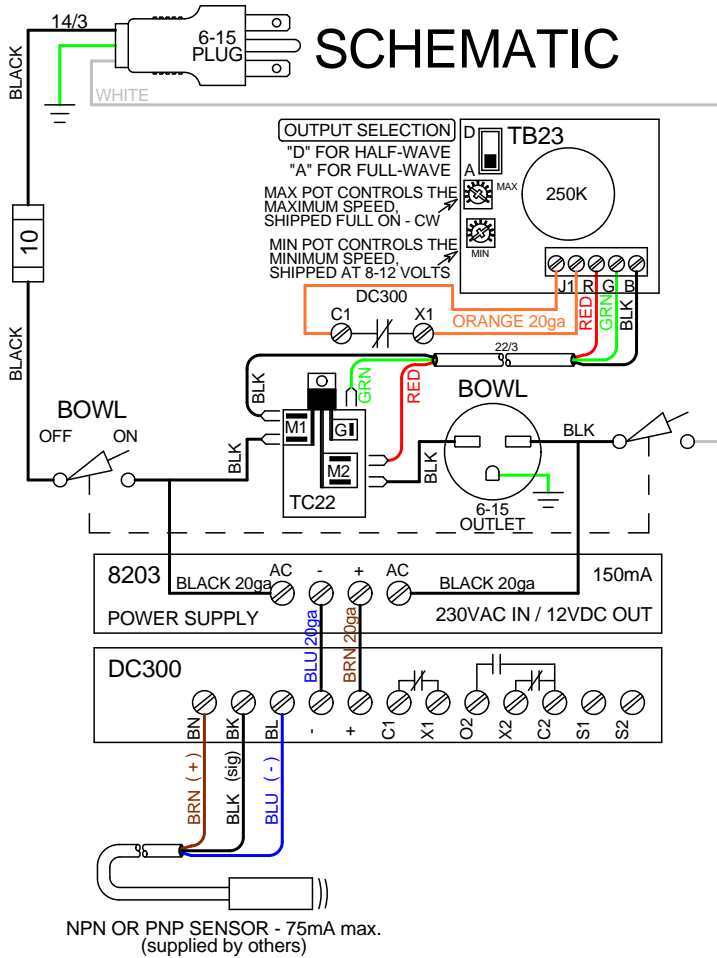 14/3
6-15
PLUG
SCHEMATIC
BLACK
WHITE
OUTPUT SELECTION
"D" FOR HALF-WAVE
"A" FOR FULL-WAVE
MAX POT CONTROLS THE
MAXIMUM SPEED,
SHIPPED FULL ON - CW
MIN POT CONTROLS THE
MINIMUM SPEED,
SHIPPED AT 8-12 VOLTS
D
TB23
A
MAX
250K
MIN
J1 R G B
10
DC300
C1
X1
ORANGE 20ga
RED
GRN
BLK
22/3
BLACK
BLK
GRN
RED
BOWL
BOWL
OFF
ON
M1
G
M2
TC22
BLK
BLK
BLK
6-15
OUTLET
8203
AC
-
+
AC
150mA
BLACK 20ga
BLACK 20ga
POWER SUPPLY
230VAC IN / 12VDC OUT
BLU 20ga
BRN 20ga
DC300
BN
BK
BL
-
+
C1
X1
O2
X2
C2
S1
S2
BRN (+)
BLK (sig)
BLU (-)
NPN OR PNP SENSOR - 75mA max.
(supplied by others)